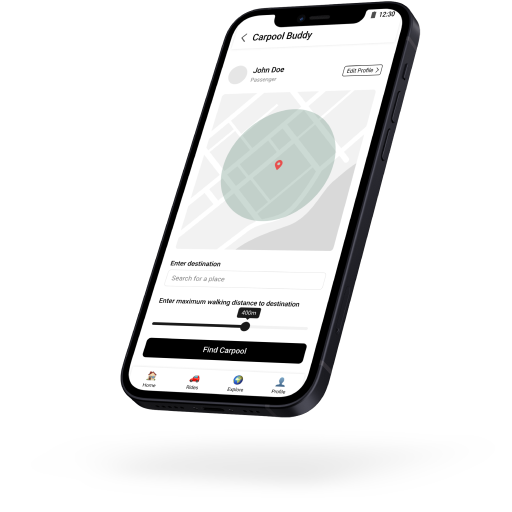 12:30
Carpool Buddy
John Doe
Passenger
Edit Profile
Enter destination
Search for a place
Enter maximum walking distance to destination
400m
Find Carpool
Home
Rides
Explore
Profile